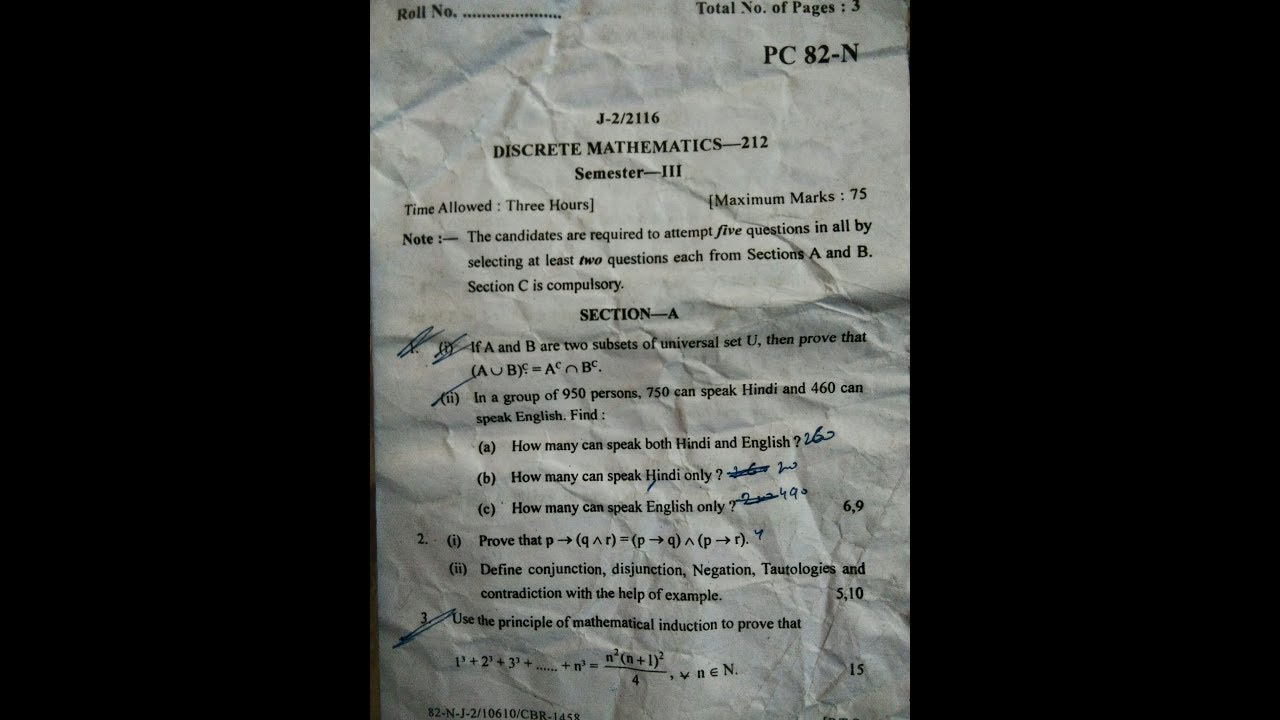 Roll No. .....................
Total No. of Pages : 3
PC 82-N
J-2/2116
DISCRETE MATHEMATICS—212
Semester—III
Time Allowed : Three Hours] [Maximum Marks : 75
Note :— The candidates are required to attempt five questions in all by
selecting at least two questions each from Sections A and B.
Section C is compulsory.
SECTION—A
1. (i) If A and B are two subsets of universal set U, then prove that
(A ∪ B)ᶜ = Aᶜ ∩ Bᶜ.
(ii) In a group of 950 persons, 750 can speak Hindi and 460 can
speak English. Find :
(a) How many can speak both Hindi and English ? 260
(b) How many can speak Hindi only ? 20
(c) How many can speak English only ? 490
6,9
2. (i) Prove that p → (q ∧ r) = (p → q) ∧ (p → r).
(ii) Define conjunction, disjunction, Negation, Tautologies and
contradiction with the help of example. 5,10
3. Use the principle of mathematical induction to prove that
1³ + 2³ + 3³ + ...... + n³ = n²(n+1)²/4, ∀ n ∈ N. 15
82-N-J-2/10610/CBR-1458